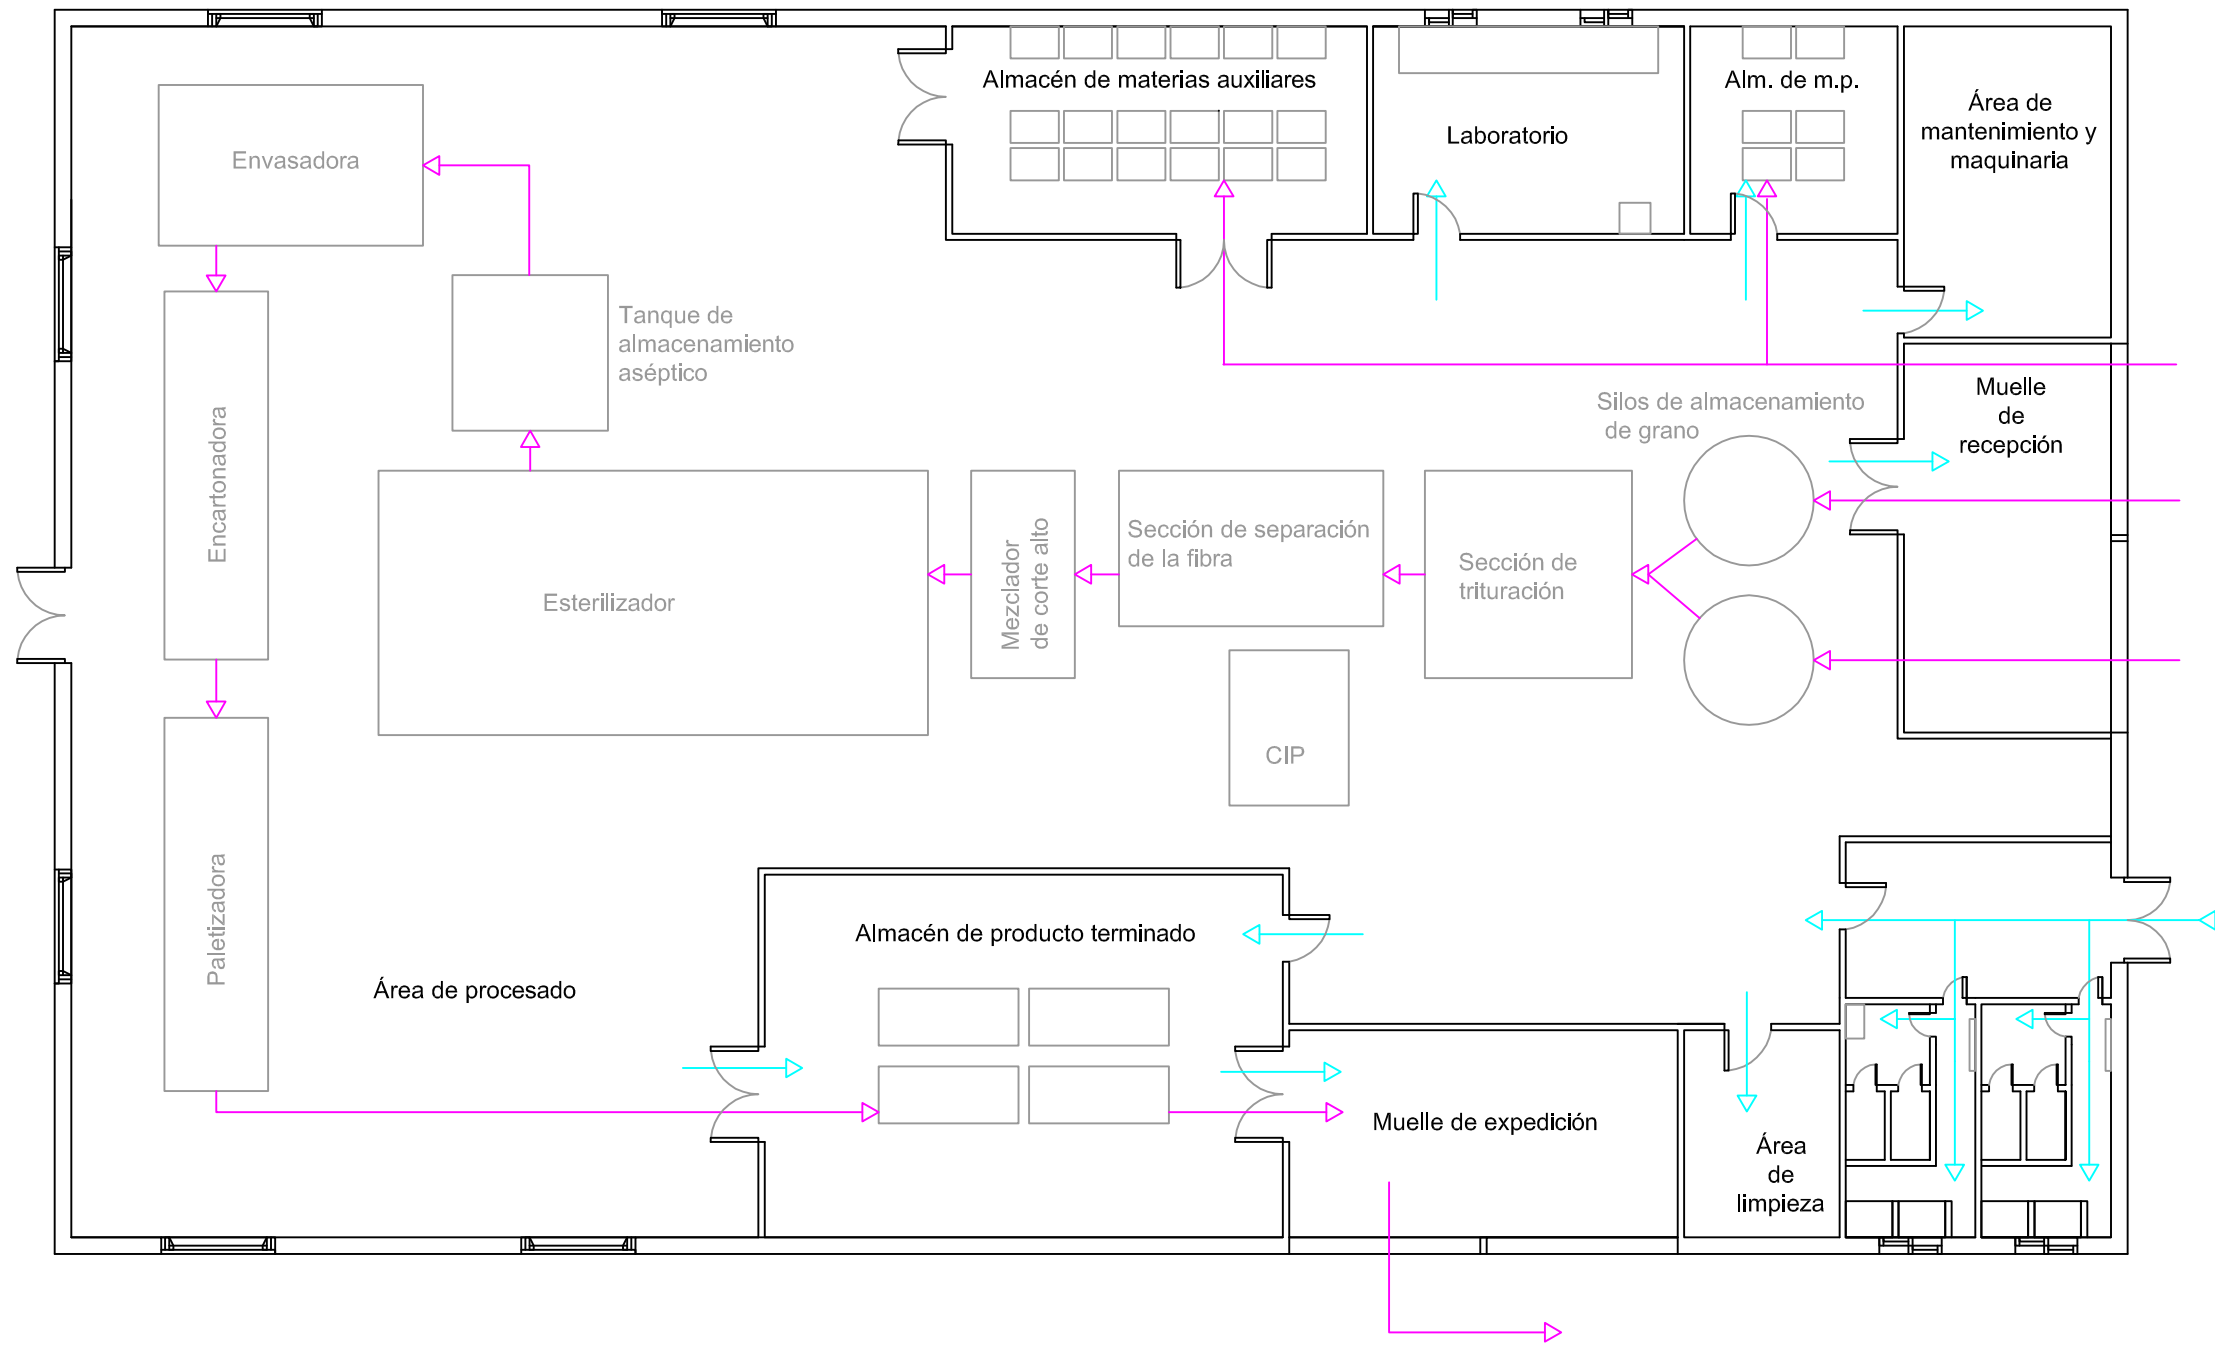 Almacén de materias auxiliares
Alm. de m.p.
Área de
mantenimiento y
maquinaria
Laboratorio
Envasadora
Tanque de
almacenamiento
aséptico
Muelle
de
recepción
Silos de almacenamiento
de grano
Encartonadora
Sección de separación
de la fibra
Mezclador
de corte alto
Sección de
trituración
Esterilizador
CIP
Paletizadora
Almacén de producto terminado
Área de procesado
Muelle de expedición
Área
de
limpieza